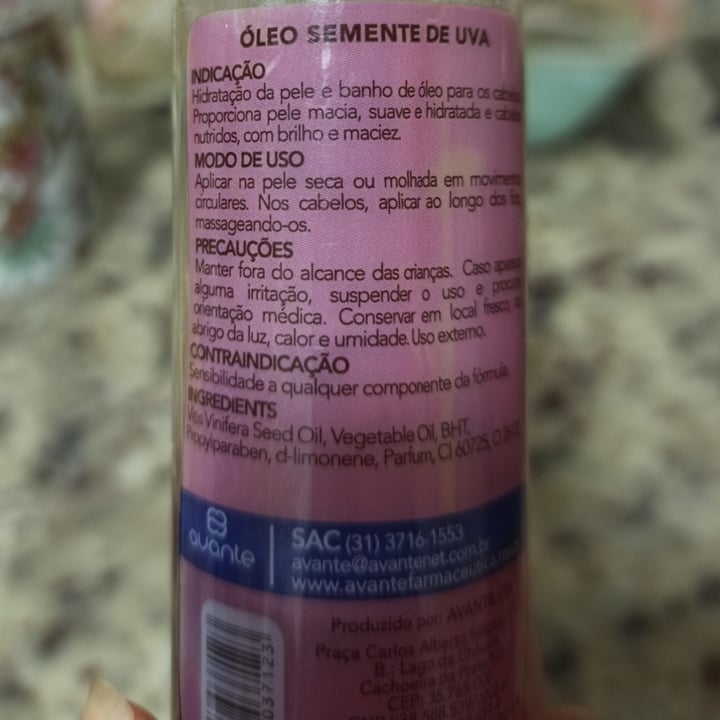 ÓLEO SEMENTE DE UVA
INDICAÇÃO
Hidratação da pele e banho de óleo para os
Proporciona pele macia, suave e hidratada e
nutridos, com brilho e maciez.
MODO DE USO
Aplicar na pele seca ou molhada em
circulares. Nos cabelos, aplicar ao longo dos
massageando-os.
PRECAUÇÕES
Manter fora do alcance das crianças. Caso
alguma irritação, suspender o uso e
orientação médica. Conservar em local fresco,
abrigo da luz, calor e umidade. Uso externo.
CONTRAINDICAÇÃO
Sensibilidade a qualquer componente da fórmula.
INGREDIENTS
Vitis Vinifera Seed Oil, Vegetable Oil, BHT,
Propylparaben, d-limonene, Parfum, CI 60725,
avante
SAC (31) 3716-1553
avante@avantenet.com.br
www.avantefarmaceutica.com
Produzido por: AVANTE
Praça Carlos Alberto
B.: Lago da
Cachoeira da
CEP: 35.765-000